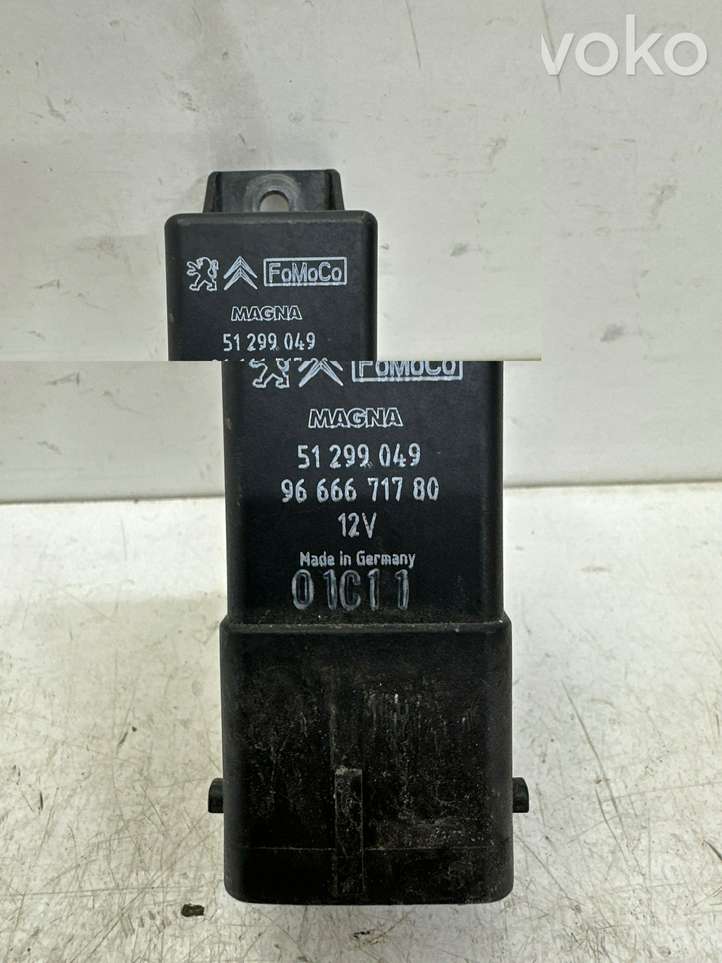 voko
FoMoCo
MAGNA
51 299 049
FoMoCo
MAGNA
51 299 049
96 666 717 80
12V
Made in Germany
01C11